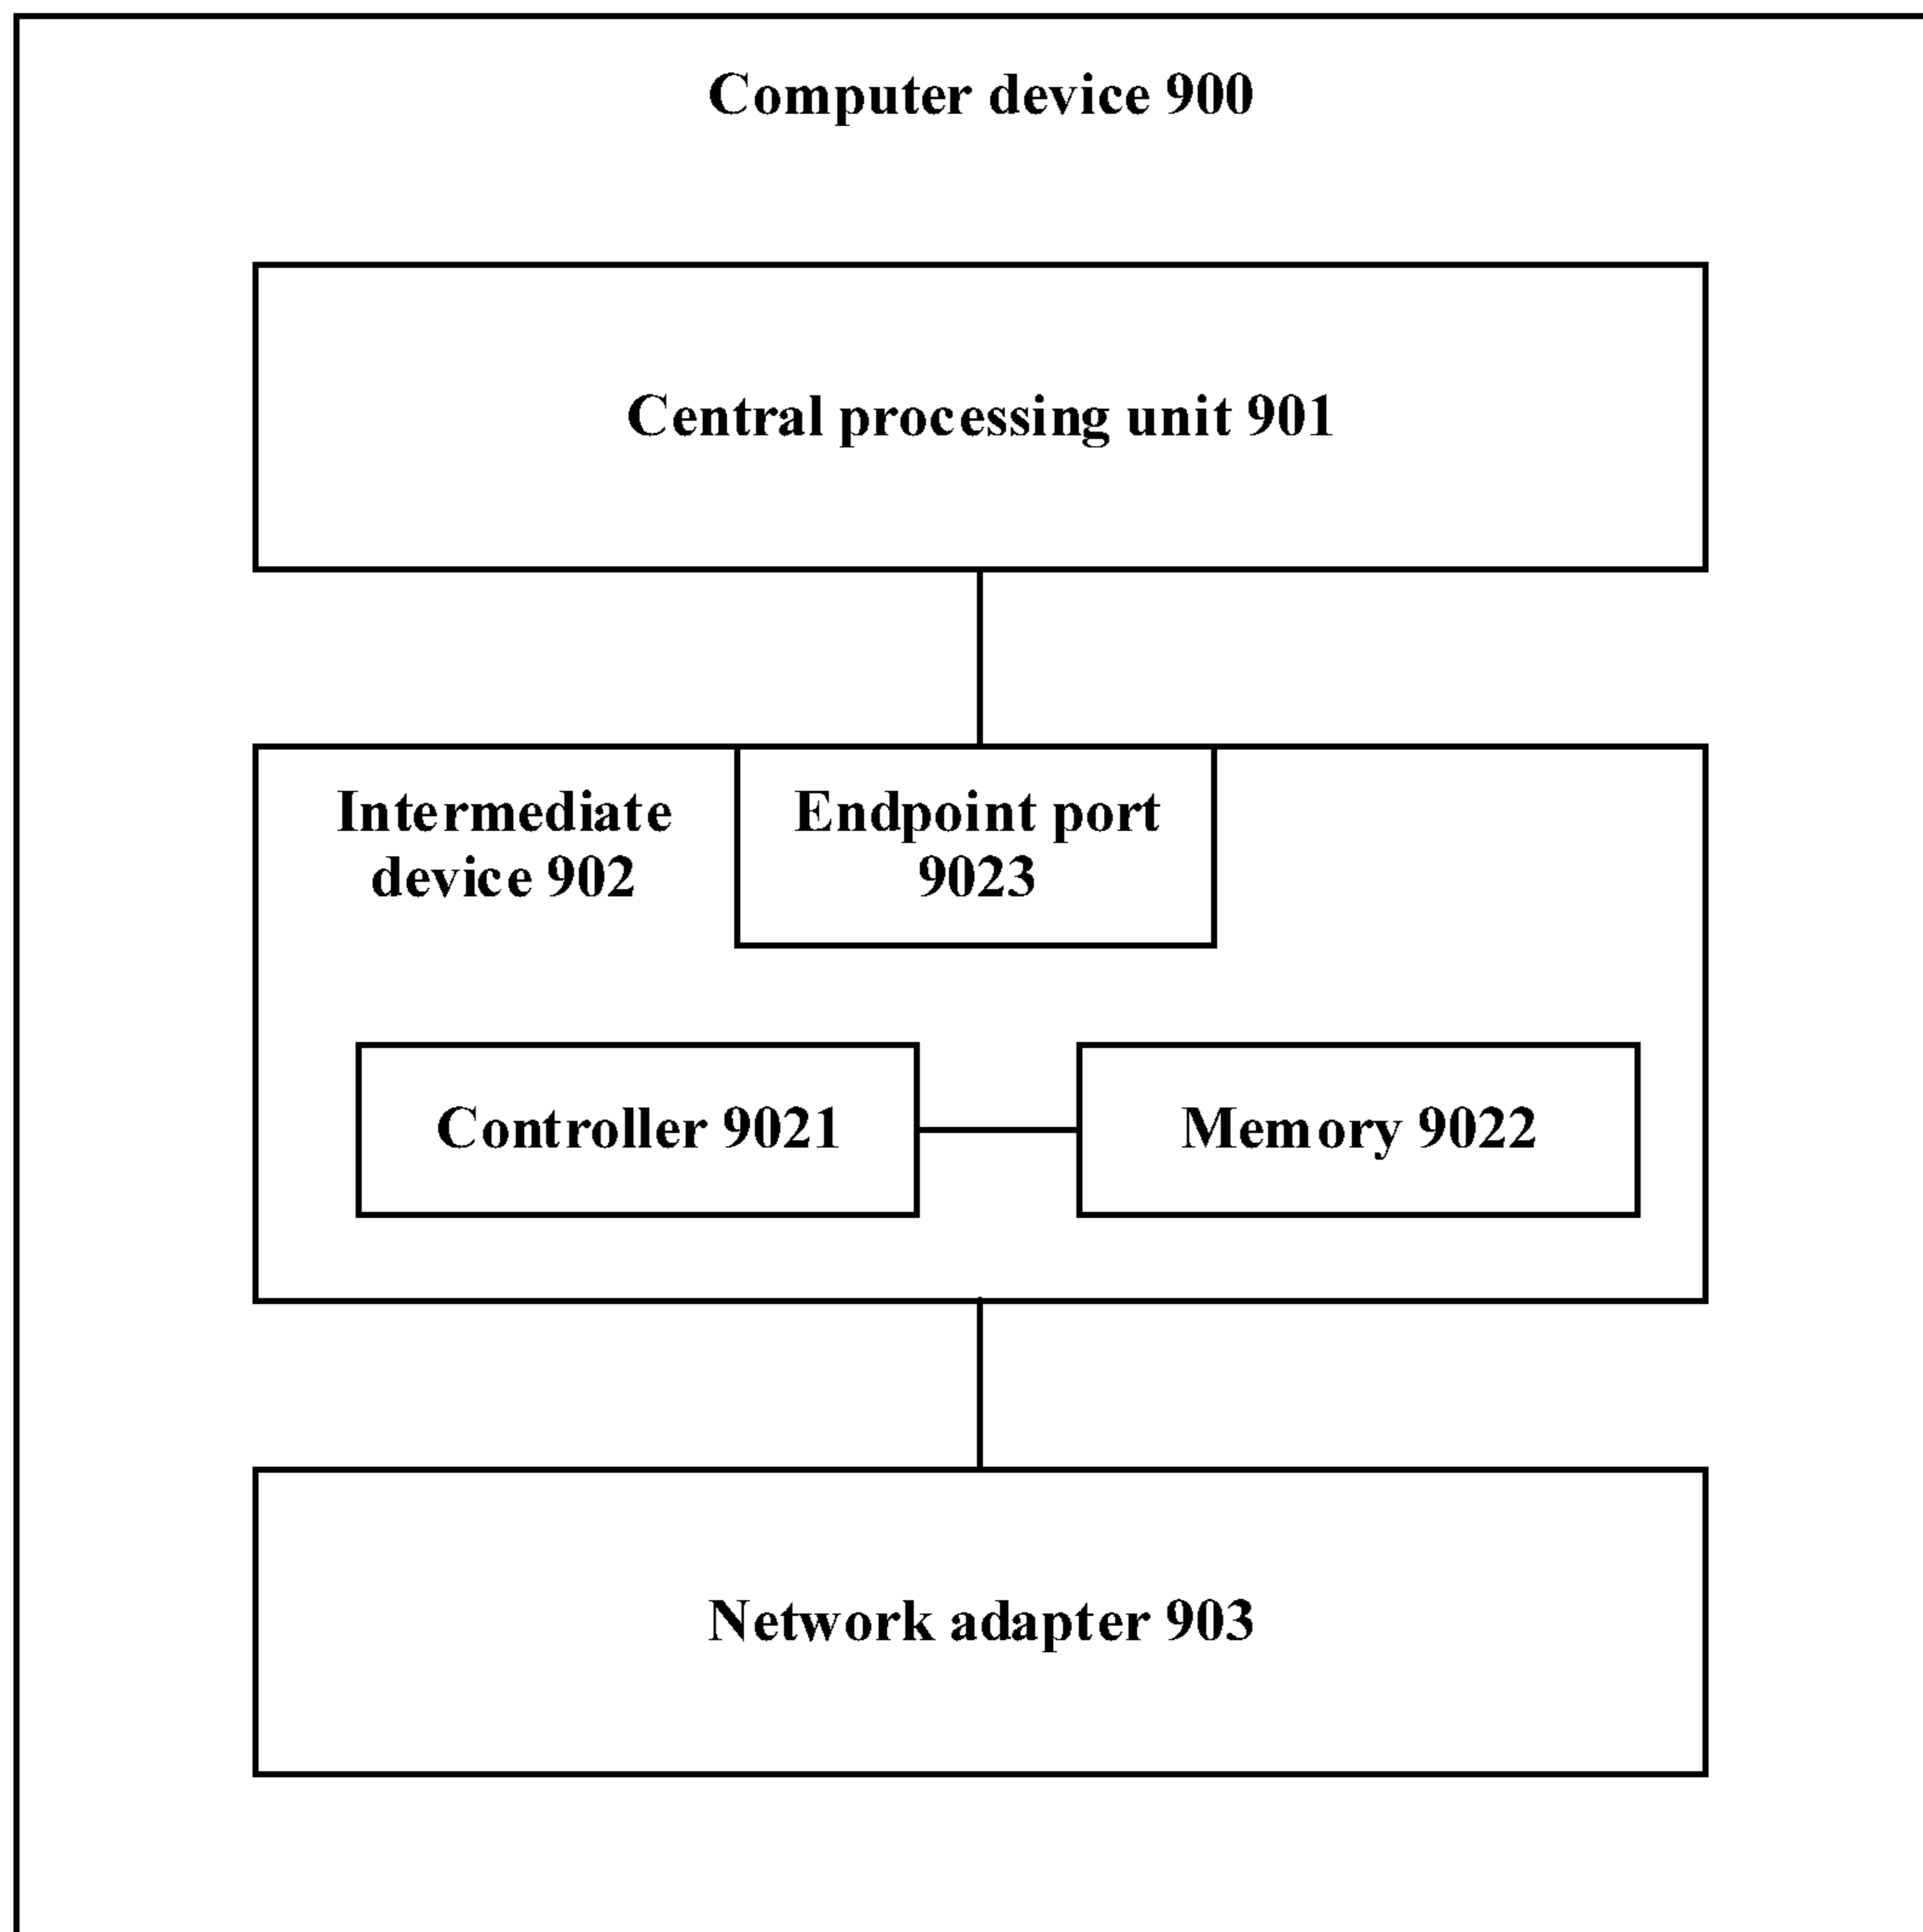 Computer device 900
Central processing unit 901
Intermediate
device 902
Endpoint port
9023
Controller 9021
Memory 9022
Network adapter 903